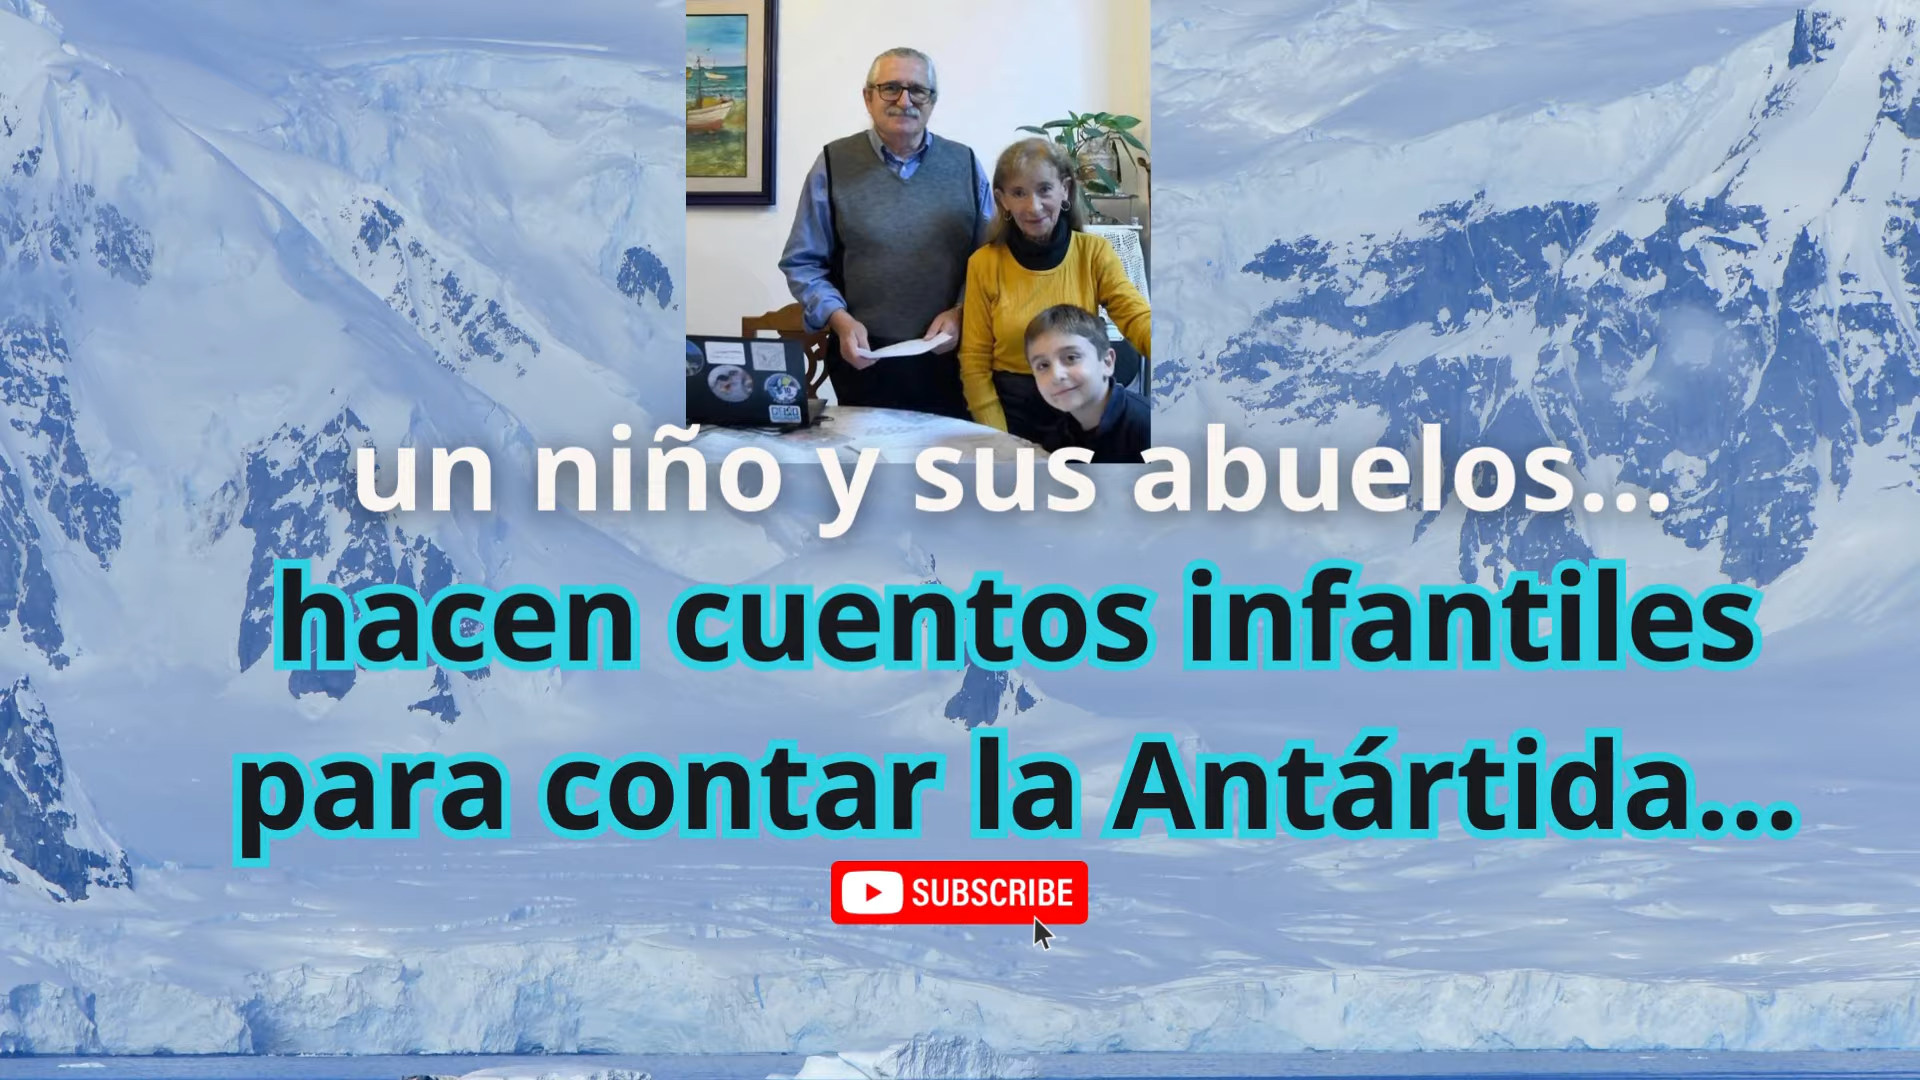 un niño y sus abuelos...
hacen cuentos infantiles
para contar la Antártida...
SUBSCRIBE